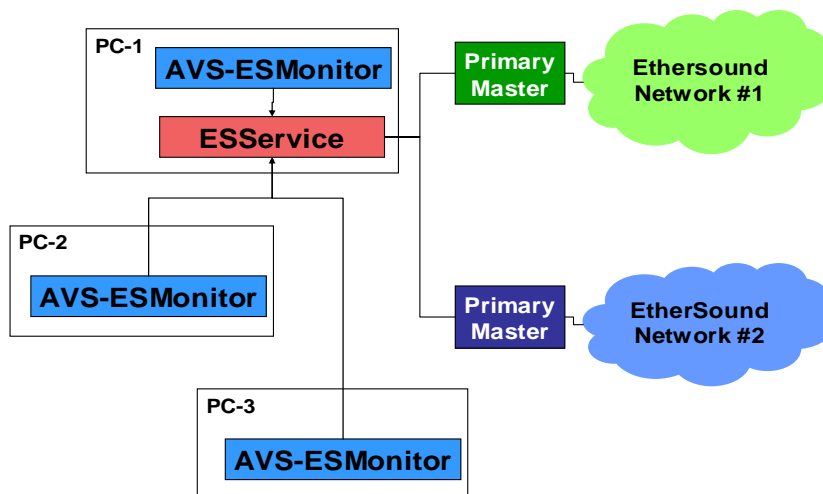 PC-1
AVS-ESMonitor
ESService
Primary
Master
Ethersound
Network #1
PC-2
AVS-ESMonitor
Primary
Master
EtherSound
Network #2
PC-3
AVS-ESMonitor